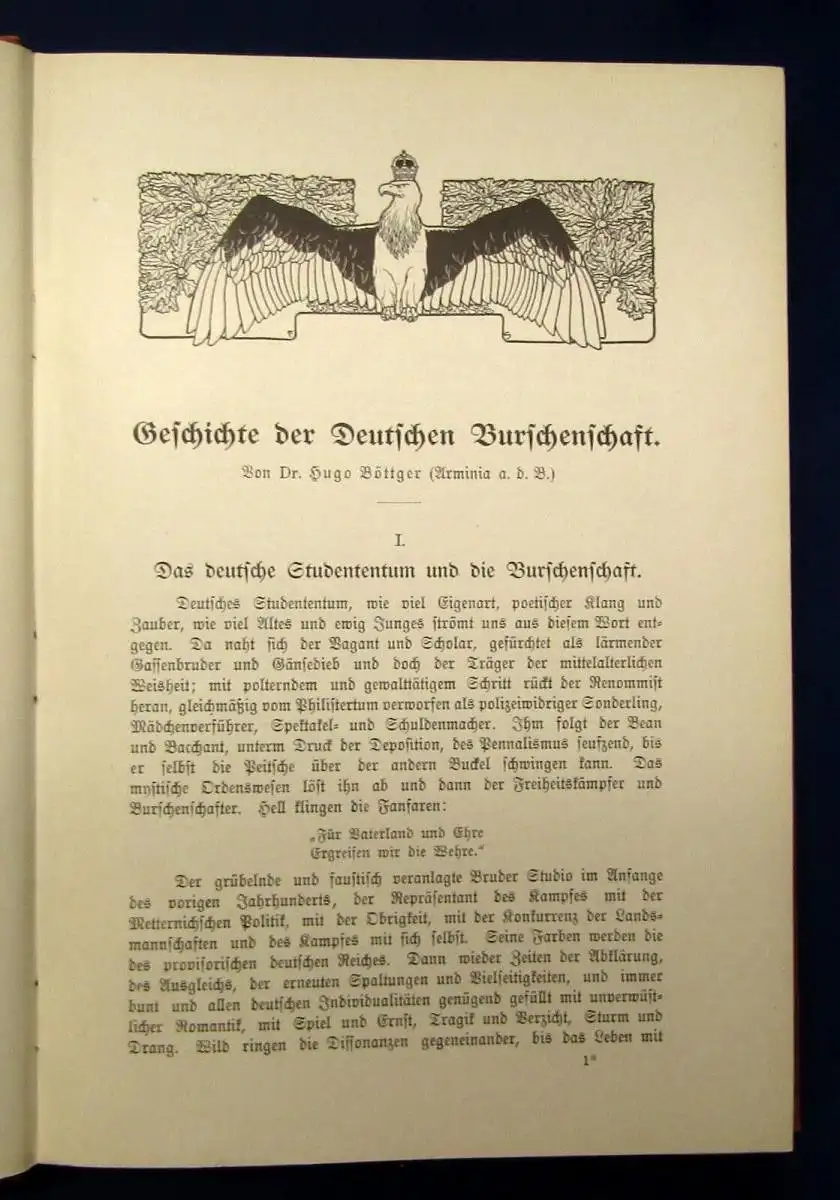 Geschichte der Deutschen Burschenschaft.
Von Dr. Hugo Böttger (Arminia a. d. B.)
I.
Das deutsche Studententum und die Burschenschaft.
Deutsches Studententum, wie viel Eigenart, poetischer Klang und
Zauber, wie viel Altes und ewig Junges strömt uns aus diesem Wort ent-
gegen. Da naht sich der Vagant und Scholar, gefürchtet als lärmender
Gassenbruder und Gänsedieb und doch der Träger der mittelalterlichen
Weisheit; mit polterndem und gewalttätigem Schritt rückt der Renommist
heran, gleichmäßig vom Philistertum verworfen als polizeiwidriger Sonderling,
Mädchenverführer, Spektakel- und Schuldenmacher. Ihm folgt der Bean
und Bacchant, unterm Druck der Deposition, des Pennalismus seufzend, bis
er selbst die Peitsche über der andern Buckel schwingen kann. Das
mystische Ordenswesen löst ihn ab und dann der Freiheitskämpfer und
Burschenschafter. Hell klingen die Fanfaren:
„Für Vaterland und Ehre
Ergreifen wir die Wehre.“
Der grübelnde und faustisch veranlagte Bruder Studio im Anfange
des vorigen Jahrhunderts, der Repräsentant des Kampfes mit der
Metternichschen Politik, mit der Obrigkeit, mit der Konkurrenz der Lands-
mannschaften und des Kampfes mit sich selbst. Seine Farben werden die
des provisorischen deutschen Reiches. Dann wieder Zeiten der Abklärung,
des Ausgleichs, der erneuten Spaltungen und Vielseitigkeiten, und immer
bunt und allen deutschen Individualitäten genügend gefüllt mit unverwüst-
licher Romantik, mit Spiel und Ernst, Tragik und Verzicht, Sturm und
Drang. Wild ringen die Dissonanzen gegeneinander, bis das Leben mit
1*